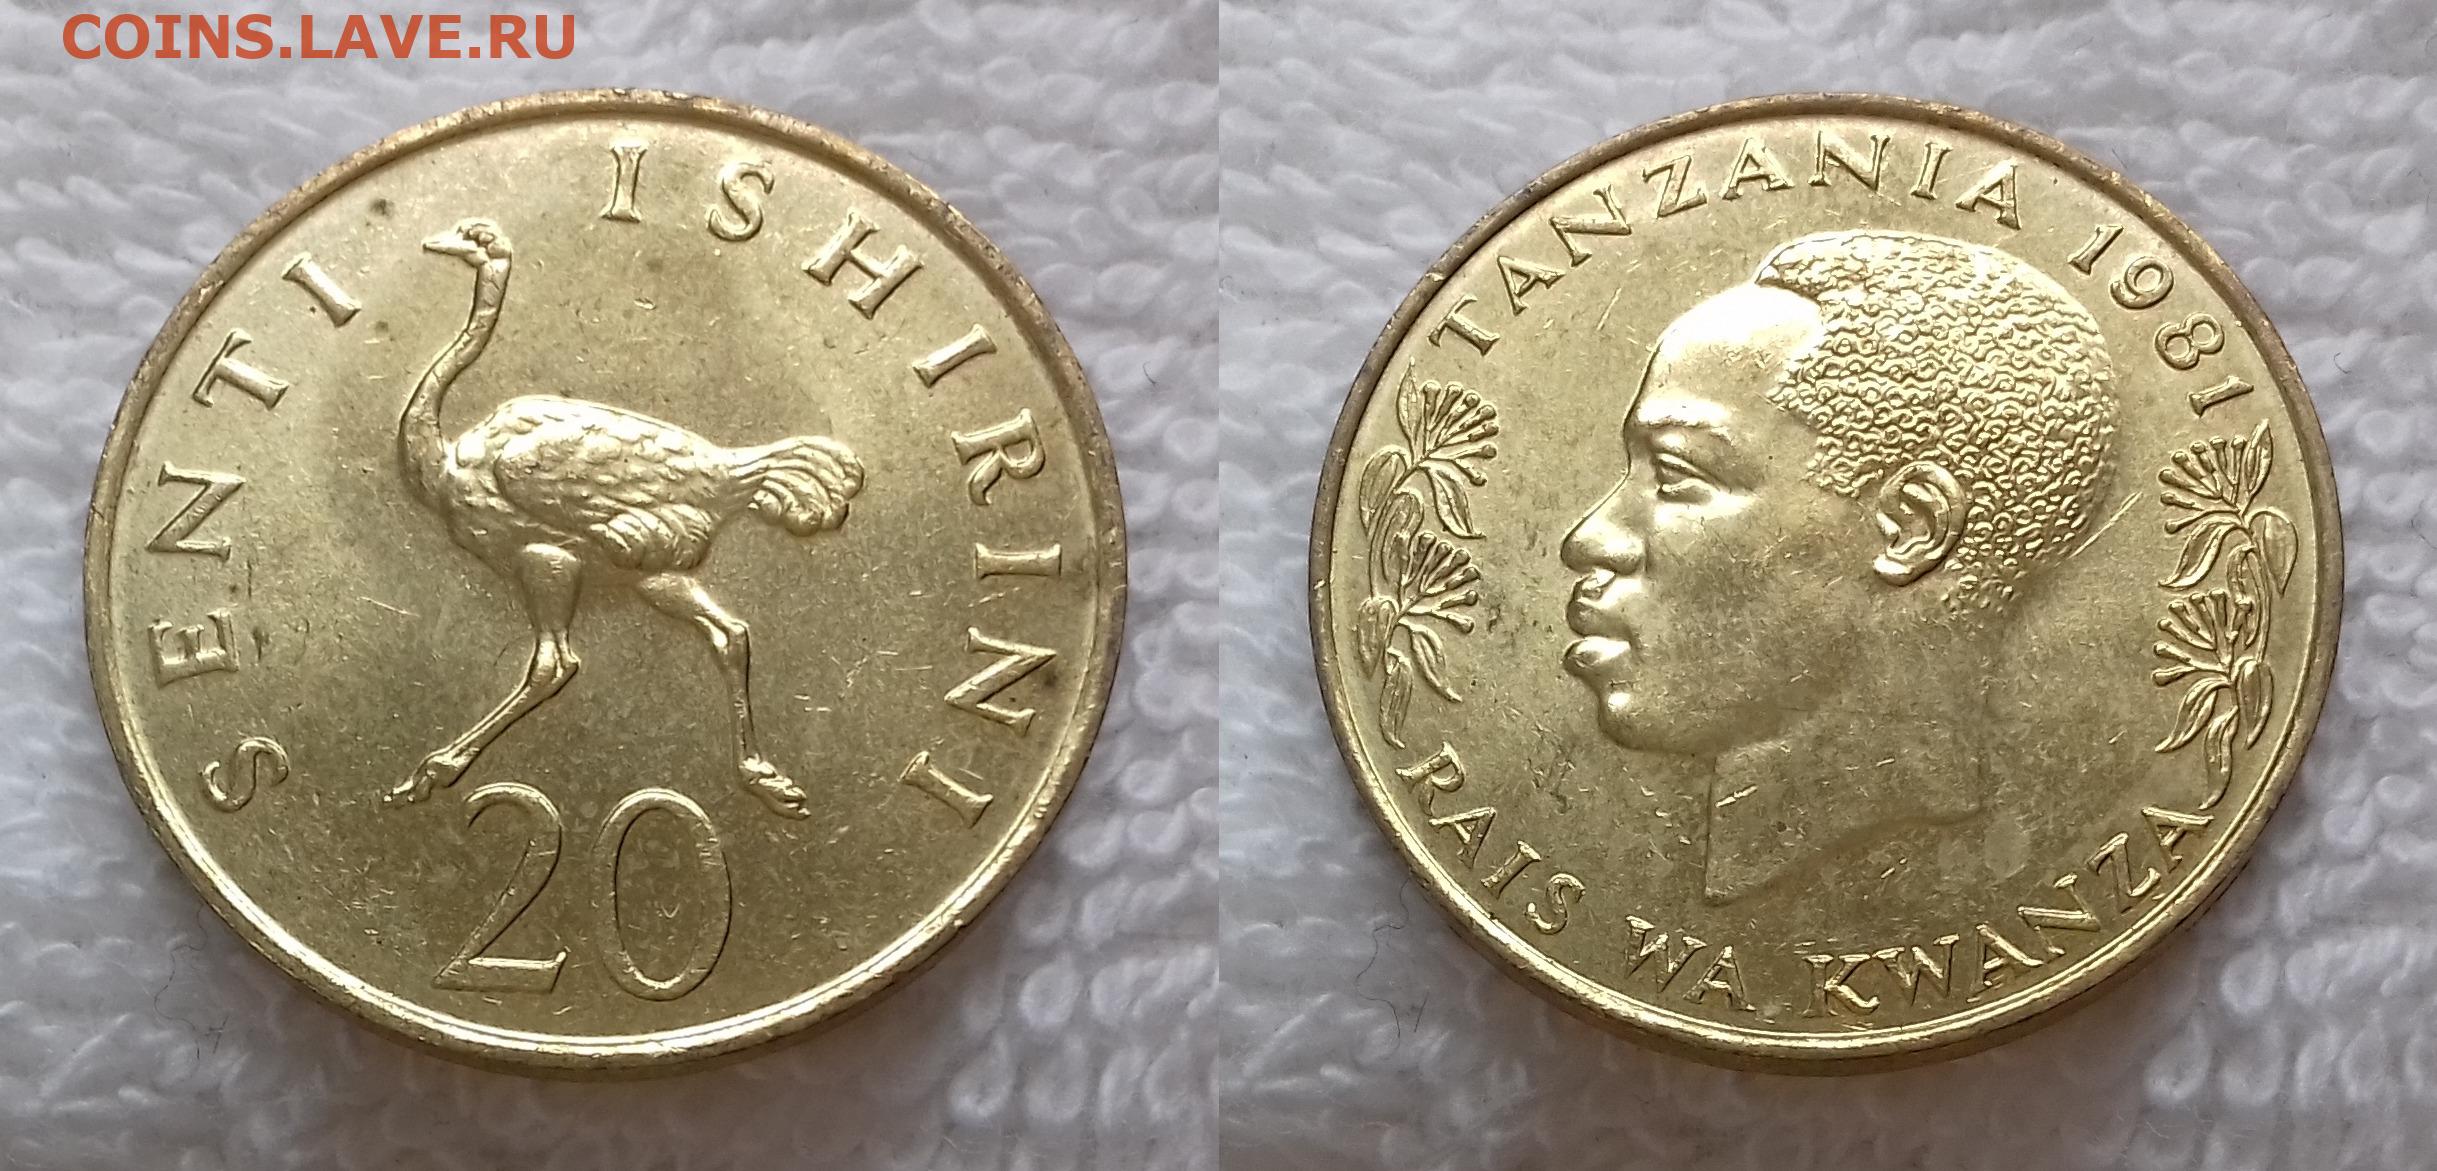 COINS.LAVE.RU
SENTI ISHIRINI
20
TANZANIA 1981
RAIS WA KWANZA